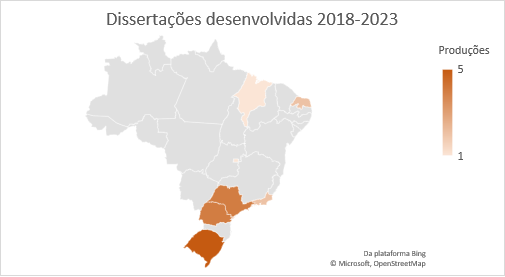 Dissertações desenvolvidas 2018-2023
Produções
5
1
Da plataforma Bing
© Microsoft, OpenStreetMap